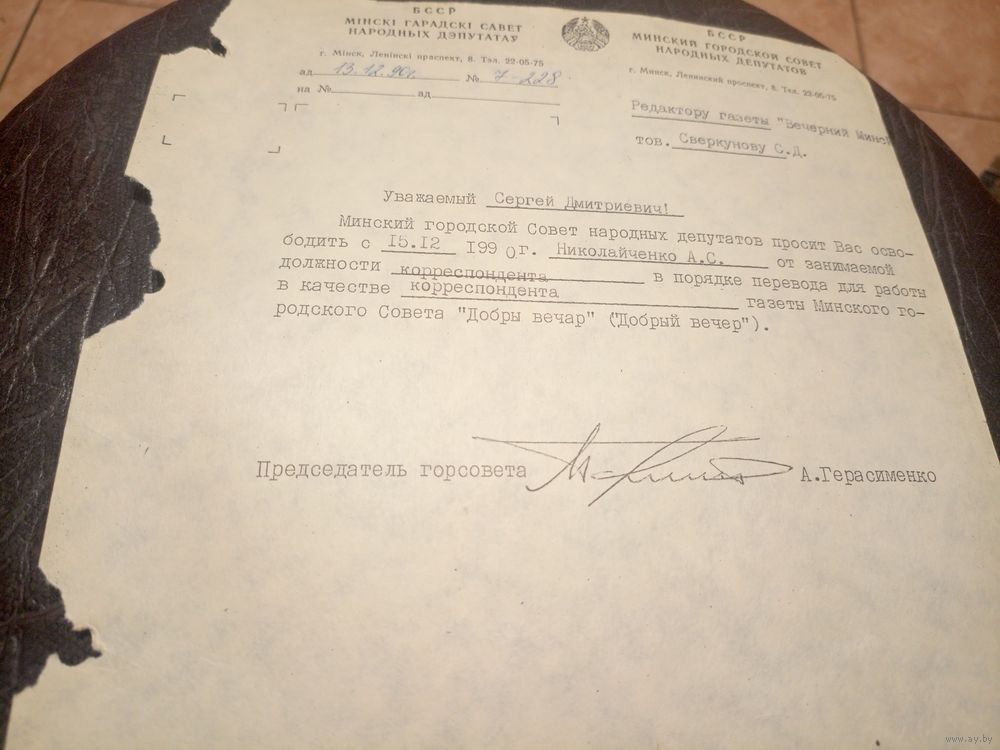 БССР
МІНСКІ ГАРАДСКІ САВЕТ
НАРОДНЫХ ДЭПУТАТАЎ
г. Мінск, Ленінскі праспект, 8. Тэл. 22-05-75
ад 13.12.90г. № 7-228
на № ад
БССР
МИНСКИЙ ГОРОДСКОЙ СОВЕТ
НАРОДНЫХ ДЕПУТАТОВ
г. Минск, Ленинский проспект, 8. Тел. 22-05-75
Редактору газеты "Вечерний Минск
тов. Сверкунову С.Д.
Уважаемый Сергей Дмитриевич!
Минский городской Совет народных депутатов просит Вас осво-
бодить с 15.12 1990г. Николайченко А.С. от занимаемой
должности корреспондента в порядке перевода для работы
в качестве корреспондента газеты Минского го-
родского Совета "Добры вечар" ("Добрый вечер").
Председатель горсовета А.Герасименко
www.ay.by